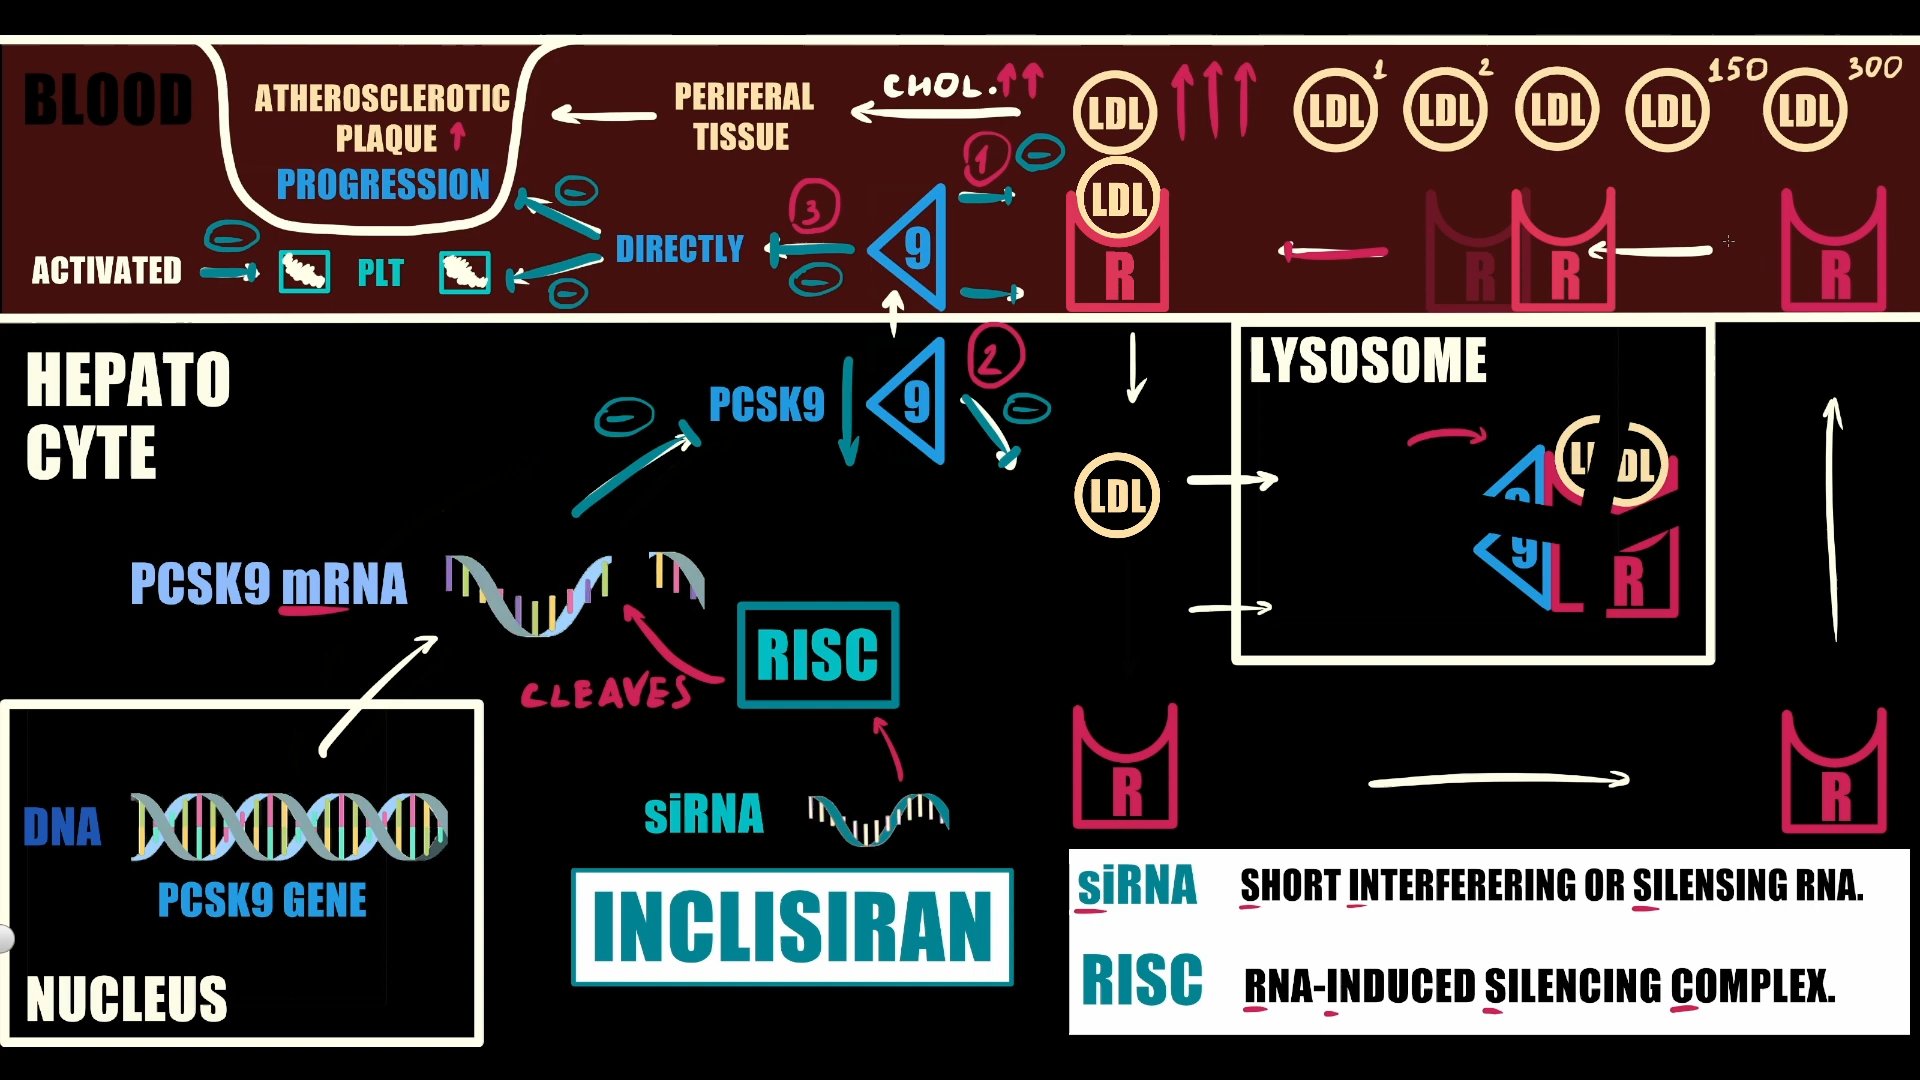 BLOOD
ATHEROSCLEROTIC
PLAQUE
PROGRESSION
PERIFERAL
TISSUE
CHOL.
LDL
LDL 1
LDL 2
LDL
LDL 150
LDL 300
1
LDL
ACTIVATED
PLT
DIRECTLY
3
9
R
R
R
R
HEPATO
CYTE
PCSK9
9
2
LYSOSOME
LDL
LDL
9
9
R
PCSK9 mRNA
RISC
CLEAVES
R
R
DNA
siRNA
PCSK9 GENE
INCLISIRAN
NUCLEUS
siRNA SHORT INTERFERERING OR SILENSING RNA.
RISC RNA-INDUCED SILENCING COMPLEX.